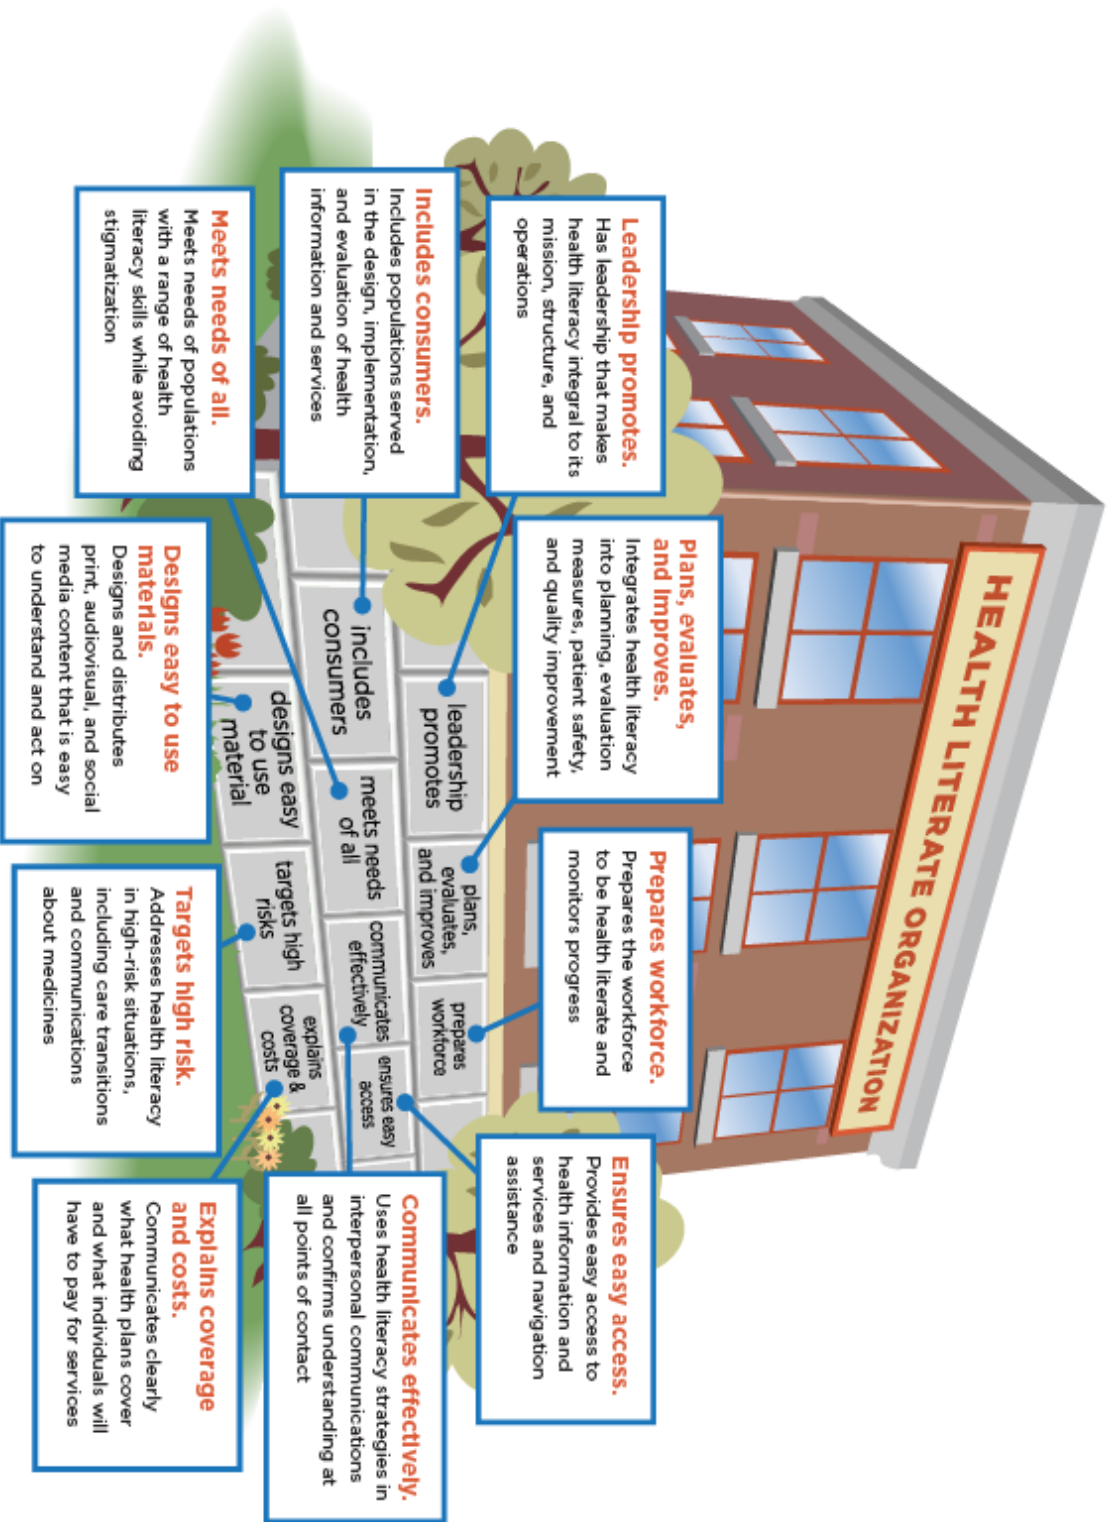 HEALTH LITERATE ORGANIZATION
Leadership promotes.
Has leadership that makes
health literacy integral to its
mission, structure, and
operations
Plans, evaluates,
and improves.
Integrates health literacy
into planning, evaluation
measures, patient safety,
and quality improvement
Prepares workforce.
Prepares the workforce
to be health literate and
monitors progress
Ensures easy access.
Provides easy access to
health information and
services and navigation
assistance
Includes consumers.
Includes populations served
in the design, implementation,
and evaluation of health
information and services
leadership
promotes
plans,
evaluates,
and improves
prepares
workforce
includes
consumers
meets needs
of all
communicates
effectively
ensures easy
access
designs easy
to use
material
targets high
risks
explains
coverage &
costs
Communicates effectively.
Uses health literacy strategies in
interpersonal communications
and confirms understanding at
all points of contact
Meets needs of all.
Meets needs of populations
with a range of health
literacy skills while avoiding
stigmatization
Designs easy to use
materials.
Designs and distributes
print, audiovisual, and social
media content that is easy
to understand and act on
Targets high risk.
Addresses health literacy
in high-risk situations,
including care transitions
and communications
about medicines
Explains coverage
and costs.
Communicates clearly
what health plans cover
and what individuals will
have to pay for services